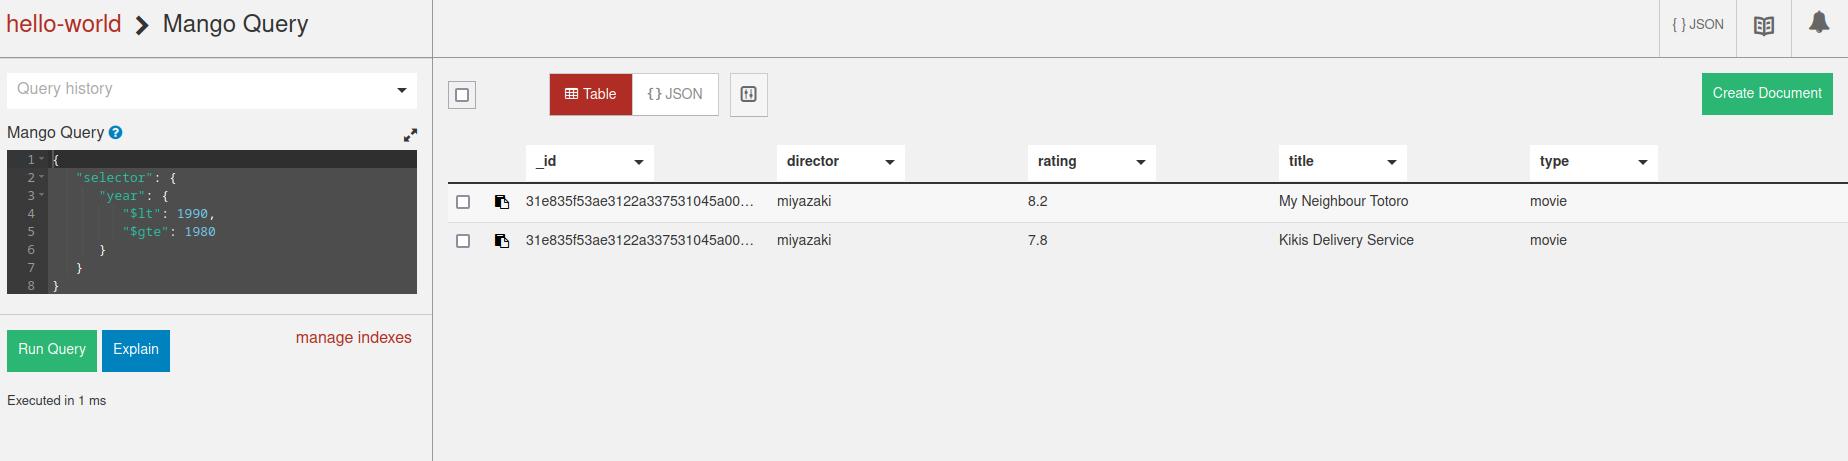 hello-world > Mango Query
{ } JSON
Query history
Table
{ } JSON
Create Document
Mango Query ?
1 {
2 "selector": {
3 "year": {
4 "$lt": 1990,
5 "$gte": 1980
6 }
7 }
8 }
Run Query
Explain
manage indexes
Executed in 1 ms
_id director rating title type
31e835f53ae3122a337531045a00... miyazaki 8.2 My Neighbour Totoro movie
31e835f53ae3122a337531045a00... miyazaki 7.8 Kikis Delivery Service movie